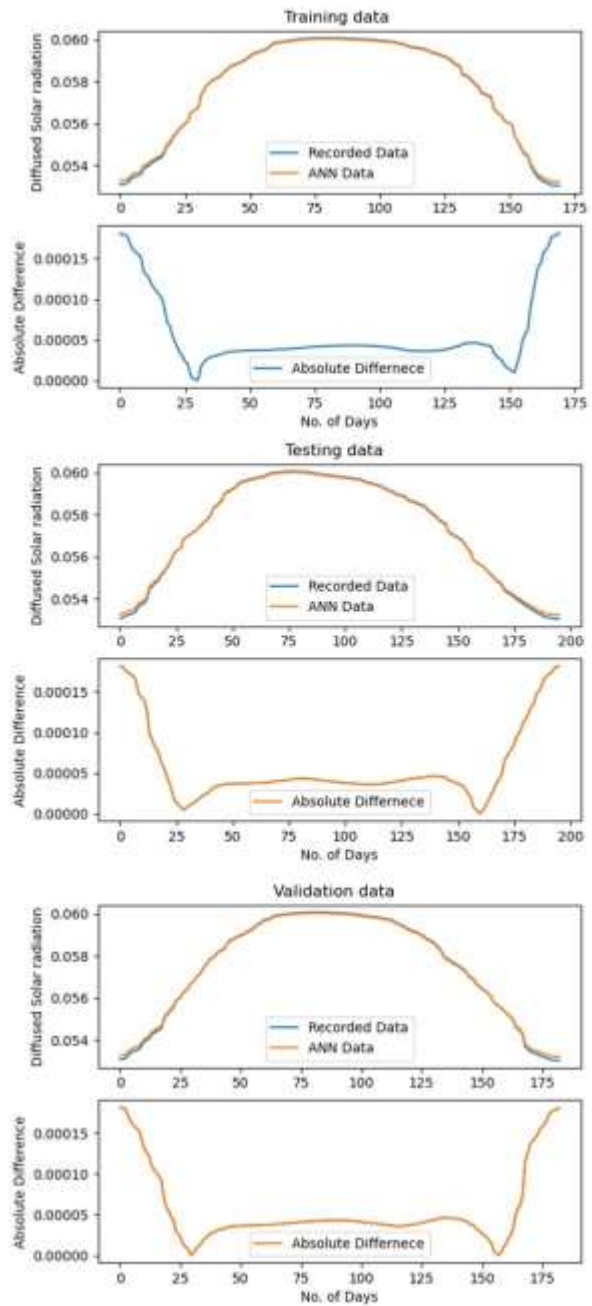 Training data
Diffused Solar radiation
0.060
0.058
0.056
0.054
Recorded Data
ANN Data
0 25 50 75 100 125 150 175
Absolute Difference
0.00015
0.00010
0.00005
0.00000
Absolute Differnece
0 25 50 75 100 125 150 175
No. of Days
Testing data
Diffused Solar radiation
0.060
0.058
0.056
0.054
Recorded Data
ANN Data
0 25 50 75 100 125 150 175 200
Absolute Difference
0.00015
0.00010
0.00005
0.00000
Absolute Differnece
0 25 50 75 100 125 150 175 200
No. of Days
Validation data
Diffused Solar radiation
0.060
0.058
0.056
0.054
Recorded Data
ANN Data
0 25 50 75 100 125 150 175
Absolute Difference
0.00015
0.00010
0.00005
0.00000
Absolute Differnece
0 25 50 75 100 125 150 175
No. of Days